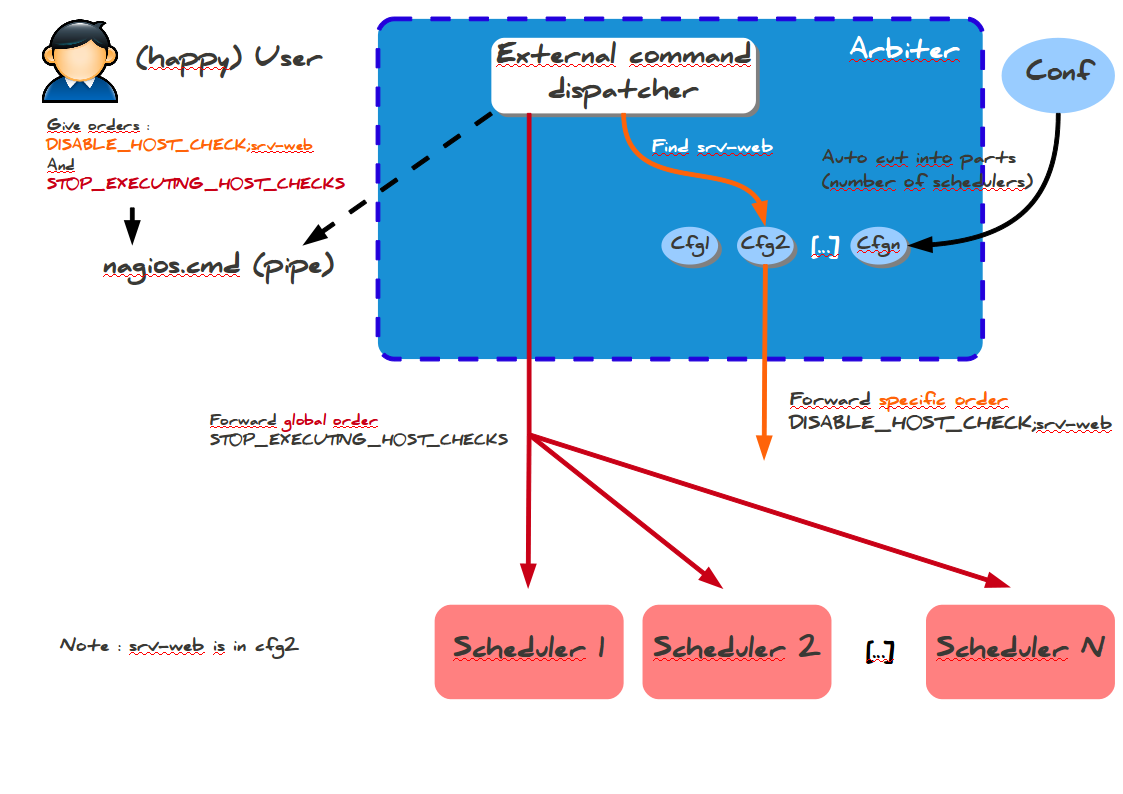 (happy) User
Give orders :
DISABLE_HOST_CHECK;srv-web
And
STOP_EXECUTING_HOST_CHECKS
nagios.cmd (pipe)
External command
dispatcher
Arbiter
Conf
Find srv-web
Auto cut into parts
(number of schedulers)
Cfg1
Cfg2
[...]
Cfgn
Forward global order
STOP_EXECUTING_HOST_CHECKS
Forward specific order
DISABLE_HOST_CHECK;srv-web
Note : srv-web is in cfg2
Scheduler 1
Scheduler 2
[...]
Scheduler N